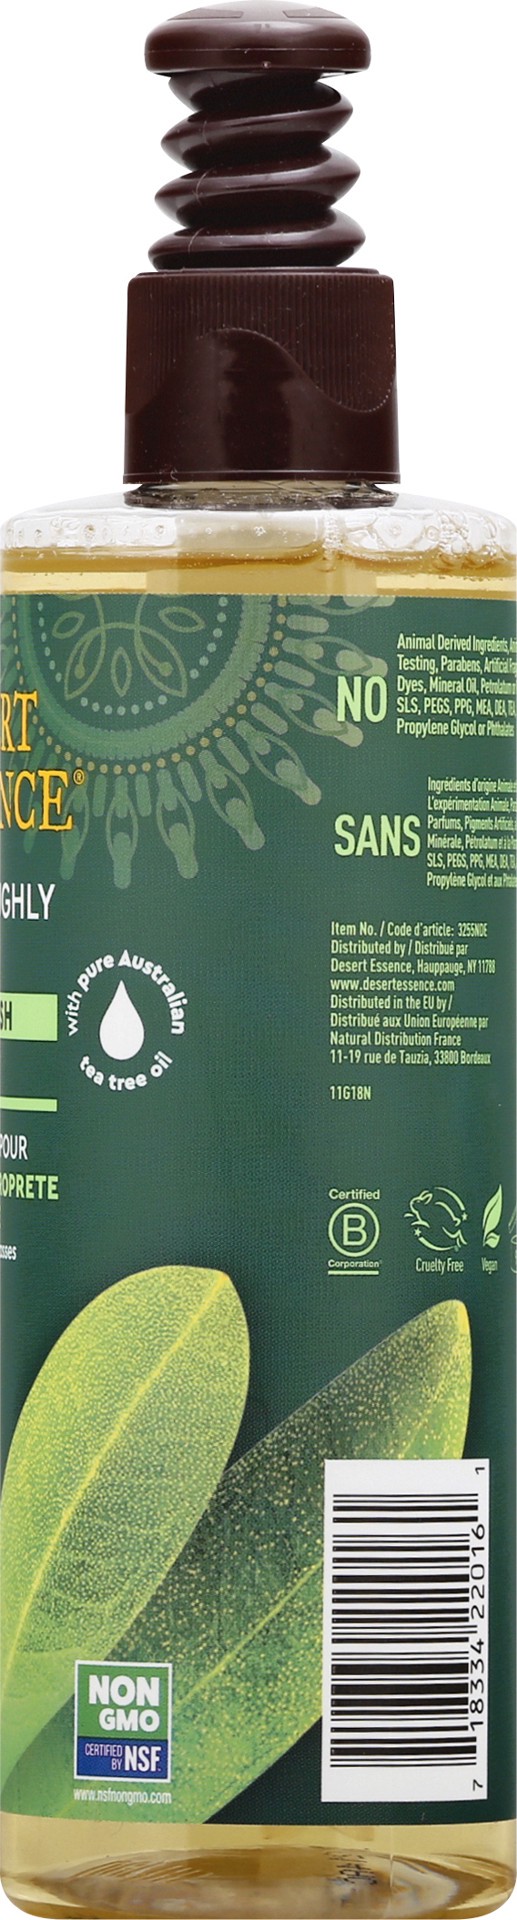 RT
NCE®
GHLY
SH
with pure Australian
tea tree oil
POUR
ROPRETE
NO
Animal Derived Ingredients,
Testing, Parabens, Artificial
Dyes, Mineral Oil, Petrolatum or
SLS, PEGS, PPG, MEA, DEA, TEA,
Propylene Glycol or Phthalates
SANS
Ingrédients d'origine Animale
L'expérimentation Animale,
Parfums, Pigments Artificiels,
Minérale, Pétrolatum
SLS, PEGS, PPG, MEA, DEA, TEA,
Propylène Glycol et aux
Item No. / Code d'article: 3255NDE
Distributed by / Distribué par
Desert Essence, Hauppauge, NY 11788
www.desertessence.com
Distributed in the EU by /
Distribué aux Union Européenne par
Natural Distribution France
11-19 rue de Tauzia, 33800 Bordeaux
11G18N
Certified
B
Corporation
Cruelty Free
Vegan
7 18334 22016 1
NON
GMO
CERTIFIED
BY NSF.
www.nsfnongmo.com